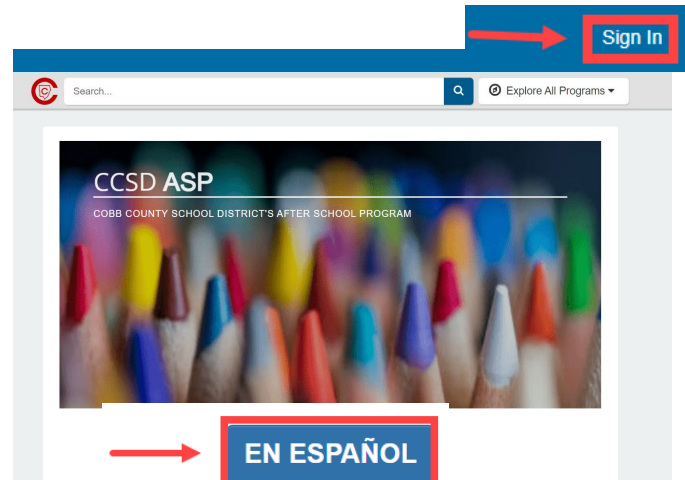 Sign In
Search...
Explore All Programs
CCSD ASP
COBB COUNTY SCHOOL DISTRICT'S AFTER SCHOOL PROGRAM
EN ESPAÑOL